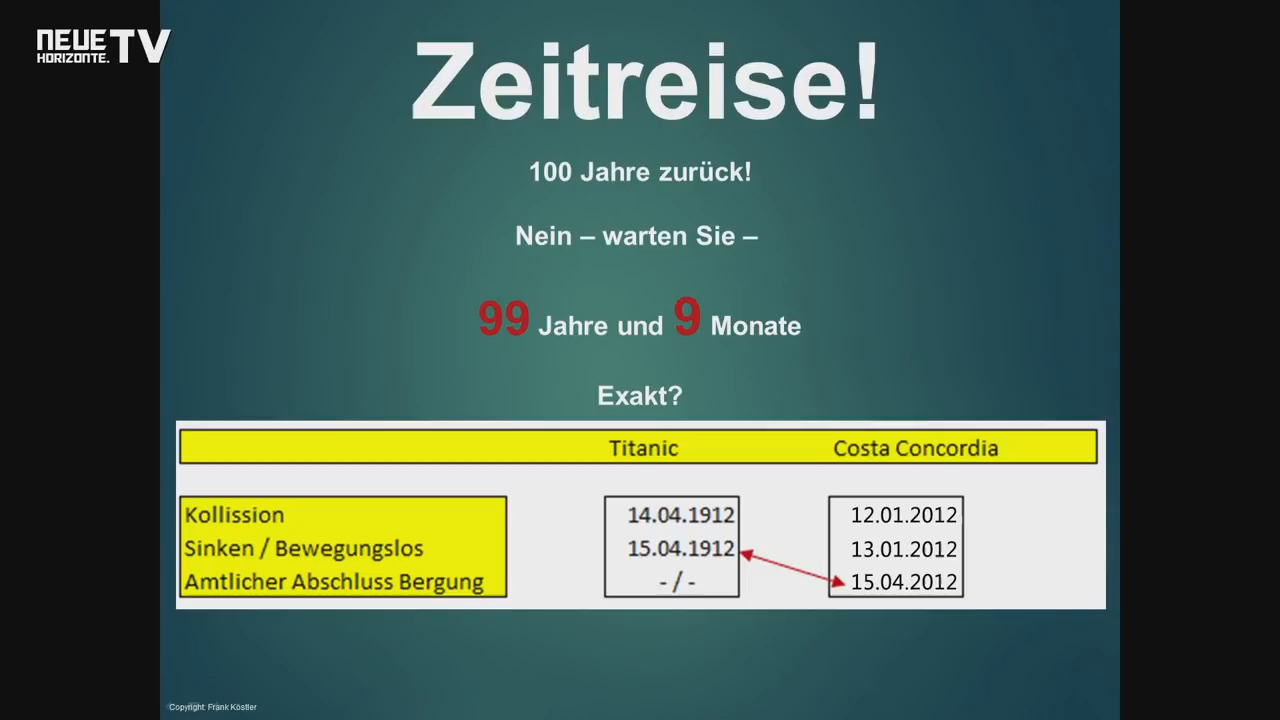 NEUE HORIZONTE. TV
Zeitreise!
100 Jahre zurück!
Nein – warten Sie –
99 Jahre und 9 Monate
Exakt?
Titanic Costa Concordia
Kollission 14.04.1912 12.01.2012
Sinken / Bewegungslos 15.04.1912 13.01.2012
Amtlicher Abschluss Bergung - / - 15.04.2012
Copyright: Frank Köstler